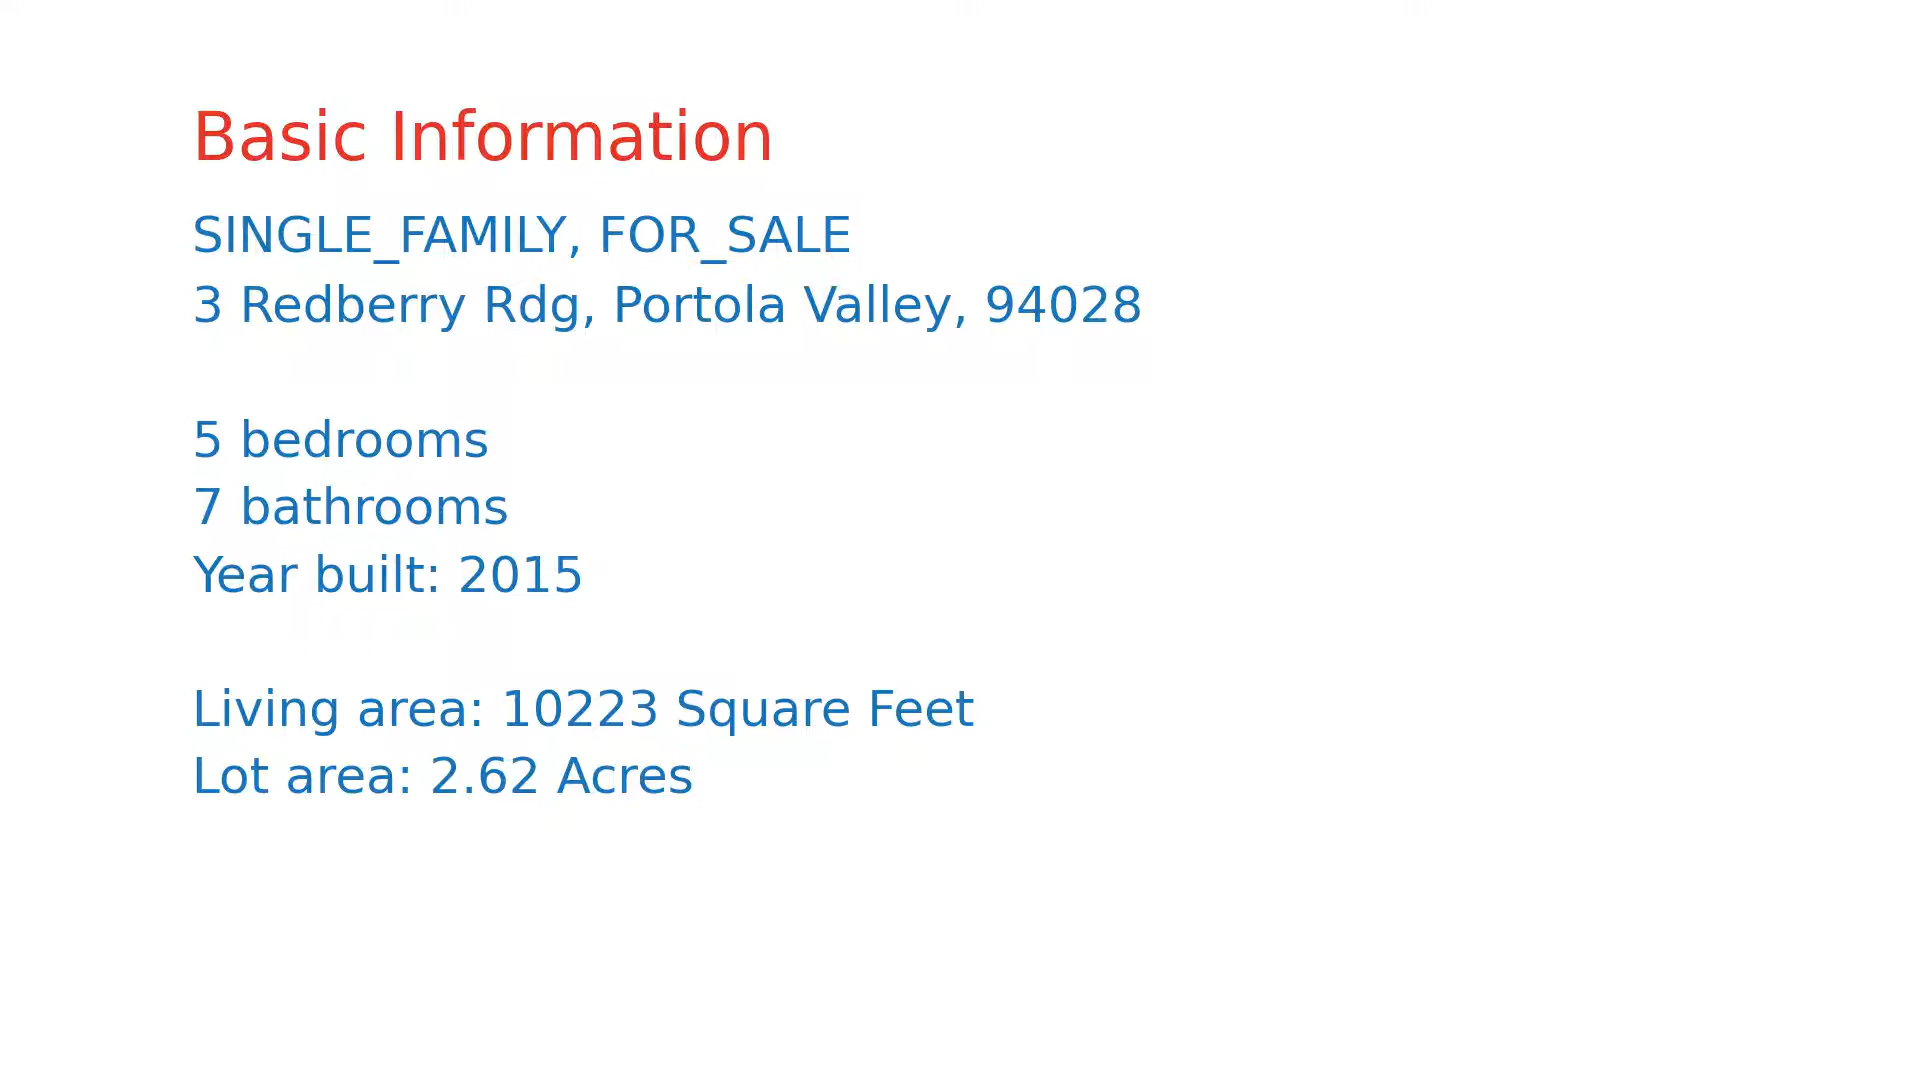 Basic Information
SINGLE_FAMILY, FOR_SALE
3 Redberry Rdg, Portola Valley, 94028
5 bedrooms
7 bathrooms
Year built: 2015
Living area: 10223 Square Feet
Lot area: 2.62 Acres